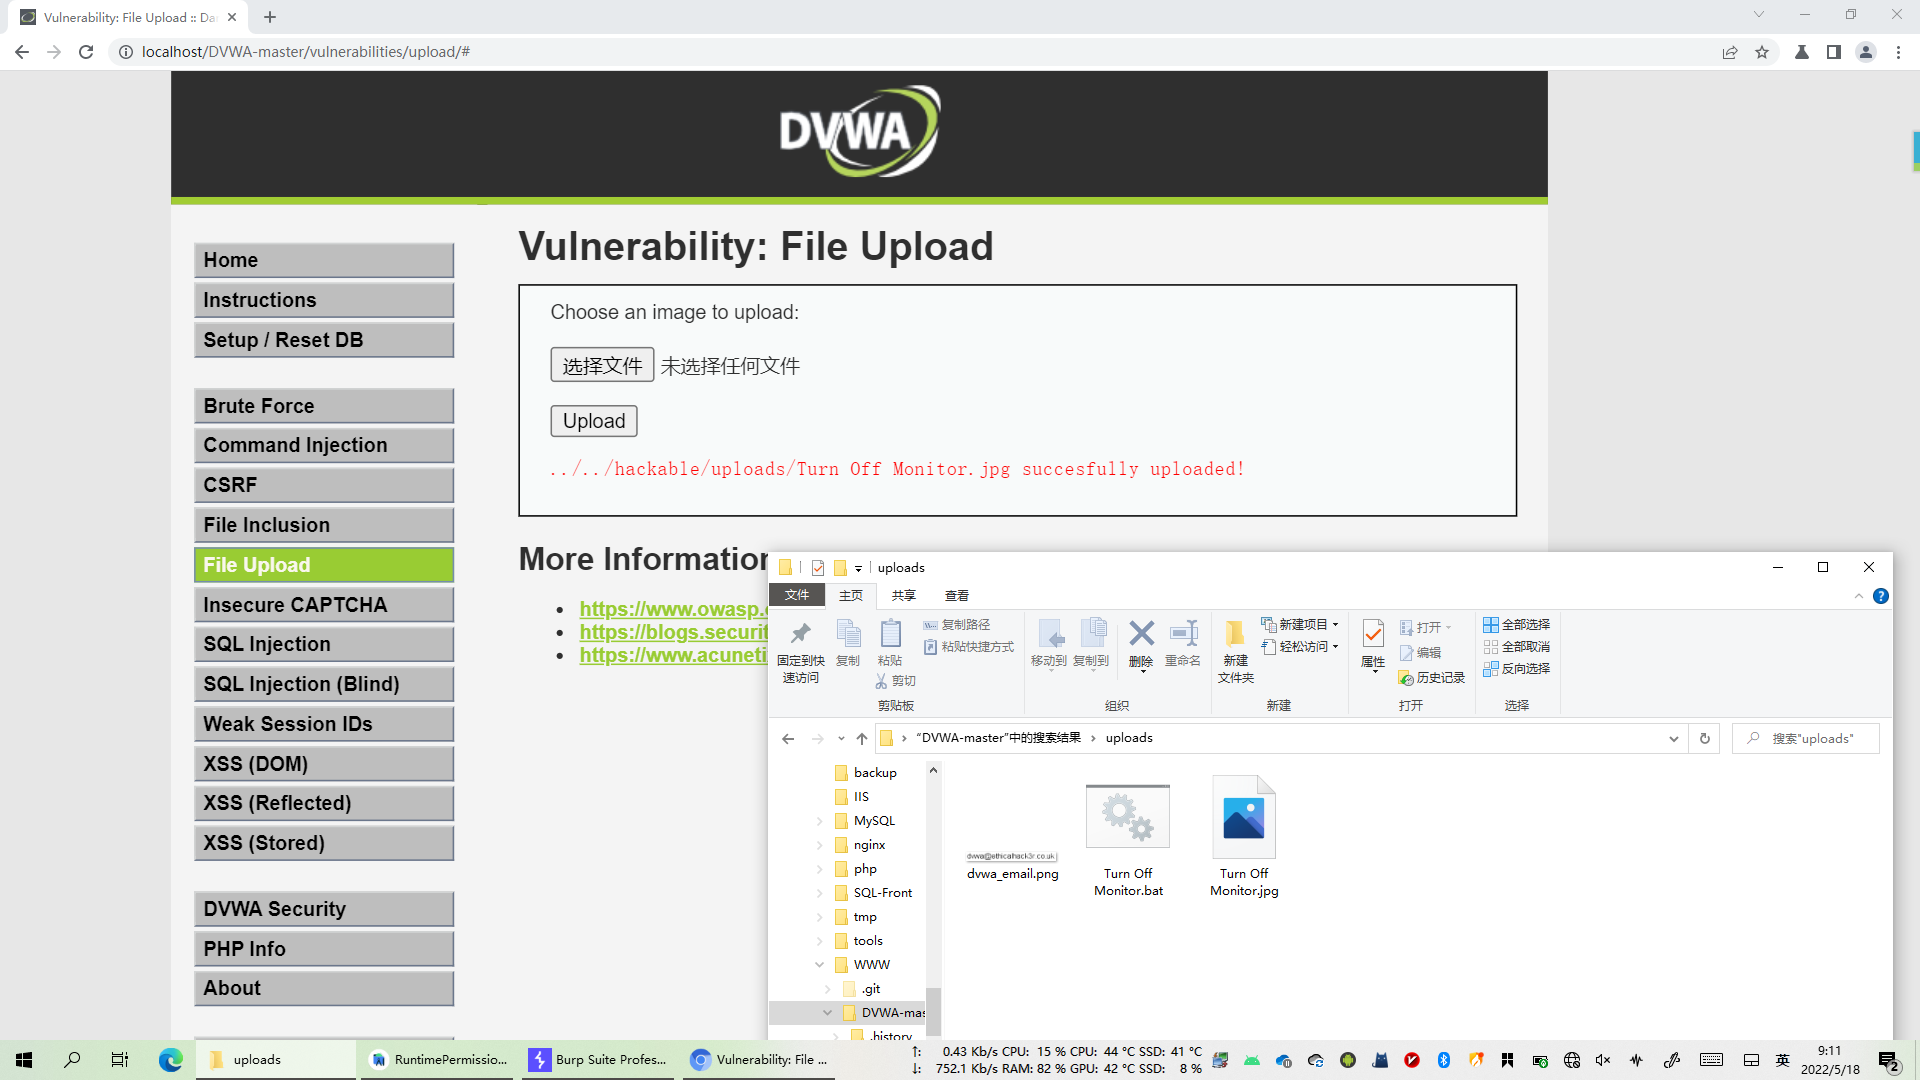 Vulnerability: File Upload :: Da
localhost/DVWA-master/vulnerabilities/upload/#
DVWA
Home
Instructions
Setup / Reset DB
Brute Force
Command Injection
CSRF
File Inclusion
File Upload
Insecure CAPTCHA
SQL Injection
SQL Injection (Blind)
Weak Session IDs
XSS (DOM)
XSS (Reflected)
XSS (Stored)
DVWA Security
PHP Info
About
Vulnerability: File Upload
Choose an image to upload:
选择文件 未选择任何文件
Upload
../../hackable/uploads/Turn Off Monitor.jpg succesfully uploaded!
More Information
https://www.owasp.
https://blogs.securit
https://www.acuneti
uploads
文件 主页 共享 查看
固定到快
速访问
复制
粘贴
复制路径
粘贴快捷方式
剪切
剪贴板
移动到 复制到 删除 重命名
组织
新建
文件夹
新建项目
轻松访问
新建
属性
打开
编辑
历史记录
打开
全部选择
全部取消
反向选择
选择
“DVWA-master”中的搜索结果 › uploads
搜索"uploads"
backup
IIS
MySQL
nginx
php
SQL-Front
tmp
tools
WWW
.git
DVWA-mas
.history
dvwa@ethicalhack3r.co.uk
dvwa_email.png
Turn Off
Monitor.bat
Turn Off
Monitor.jpg
uploads
RuntimePermissio...
Burp Suite Profes...
Vulnerability: File ...
↑: 0.43 Kb/s CPU: 15 % CPU: 44 °C SSD: 41 °C
↓: 752.1 Kb/s RAM: 82 % GPU: 42 °C SSD: 8 %
英
9:11
2022/5/18
2